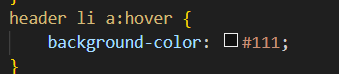 header li a:hover {
background-color: #111;
}